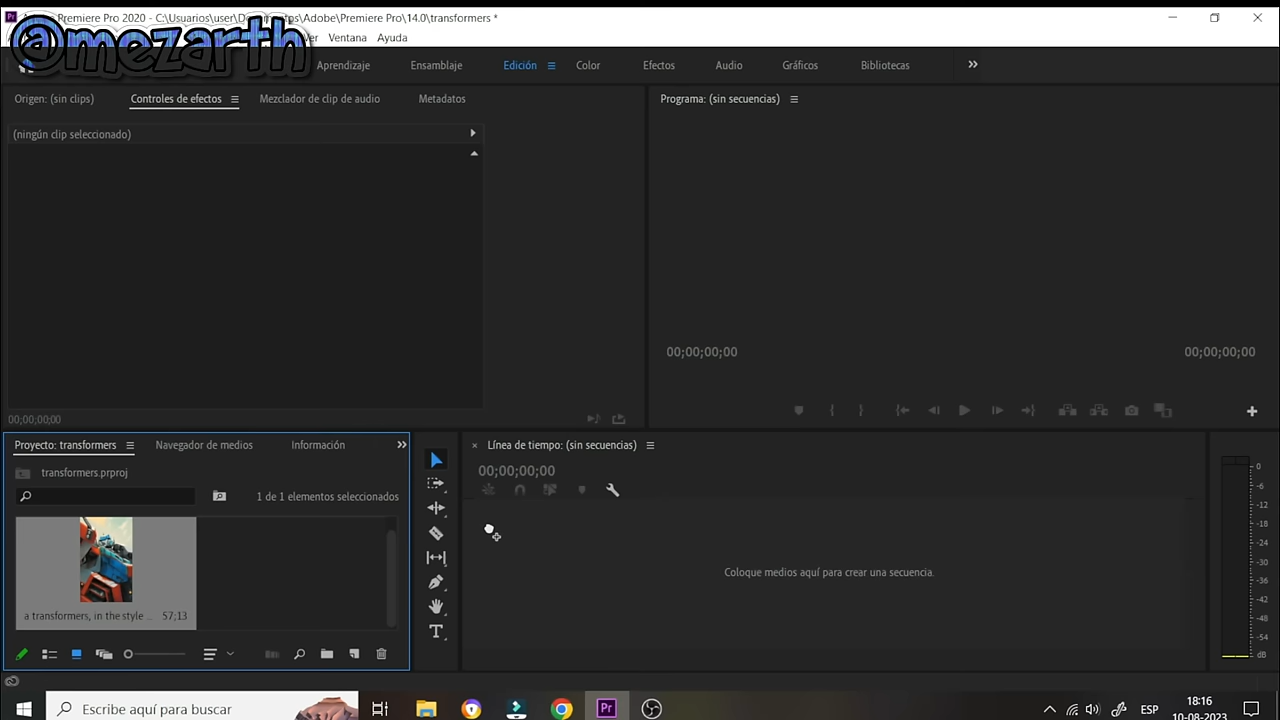 Premiere Pro 2020 - C:\Usuarios\user\Documentos\Adobe\Premiere Pro\14.0\transformers *
@mezarth
Ventana Ayuda
Aprendizaje Ensamblaje Edición Color Efectos Audio Gráficos Bibliotecas
Origen: (sin clips) Controles de efectos Mezclador de clip de audio Metadatos
Programa: (sin secuencias)
(ningún clip seleccionado)
00;00;00;00 00;00;00;00
00;00;00;00
Proyecto: transformers Navegador de medios Información
transformers.prproj
1 de 1 elementos seleccionados
a transformers, in the style ... 57;13
× Línea de tiempo: (sin secuencias)
00;00;00;00
Coloque medios aquí para crear una secuencia.
0
-6
-12
-18
-24
-30
-36
-42
-48
-54
dB
Escribe aquí para buscar
Pr
ESP
18:16
10-08-2023